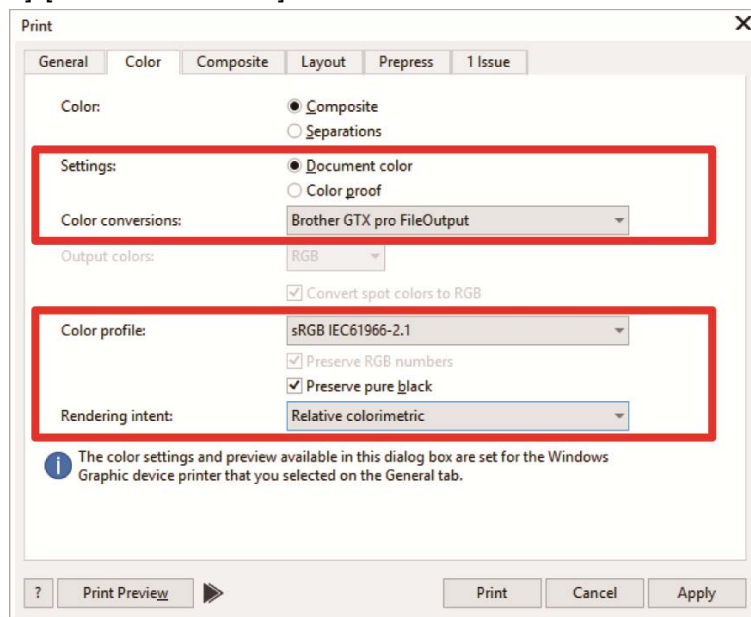 Print X
General Color Composite Layout Prepress 1 Issue
Color: Composite
Separations
Settings: Document color
Color proof
Color conversions: Brother GTX pro FileOutput
Output colors: RGB
Convert spot colors to RGB
Color profile: sRGB IEC61966-2.1
Preserve RGB numbers
Preserve pure black
Rendering intent: Relative colorimetric
The color settings and preview available in this dialog box are set for the Windows
Graphic device printer that you selected on the General tab.
? Print Preview Print Cancel Apply